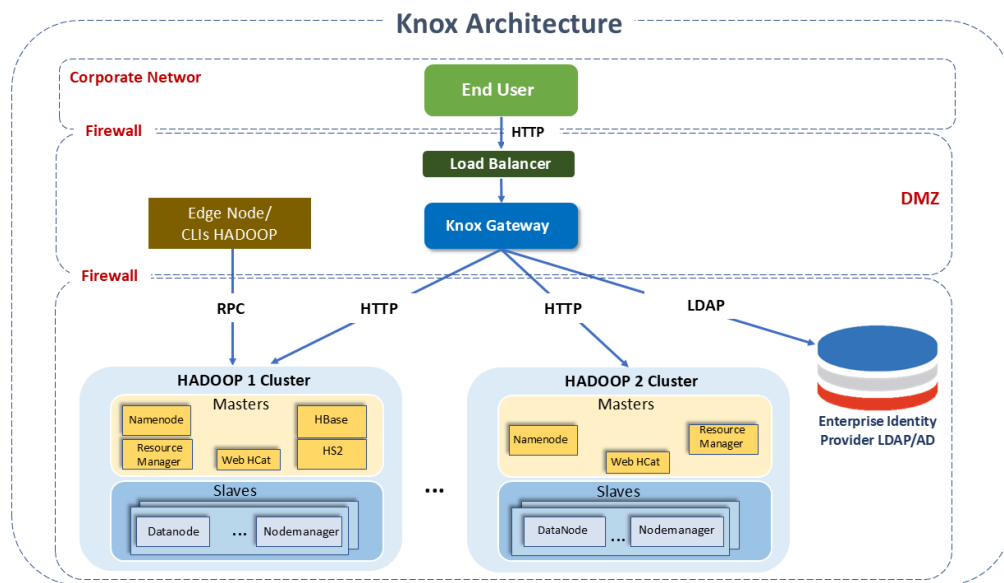 Knox Architecture
Corporate Networ
End User
Firewall
HTTP
Load Balancer
DMZ
Edge Node/
CLIs HADOOP
Knox Gateway
Firewall
RPC
HTTP
HTTP
LDAP
HADOOP 1 Cluster
Masters
Namenode
HBase
Resource
Manager
Web HCat
HS2
Slaves
Datanode
...
Nodemanager
...
HADOOP 2 Cluster
Masters
Namenode
Resource
Manager
Web HCat
Slaves
DataNode
...
Nodemanager
Enterprise Identity
Provider LDAP/AD